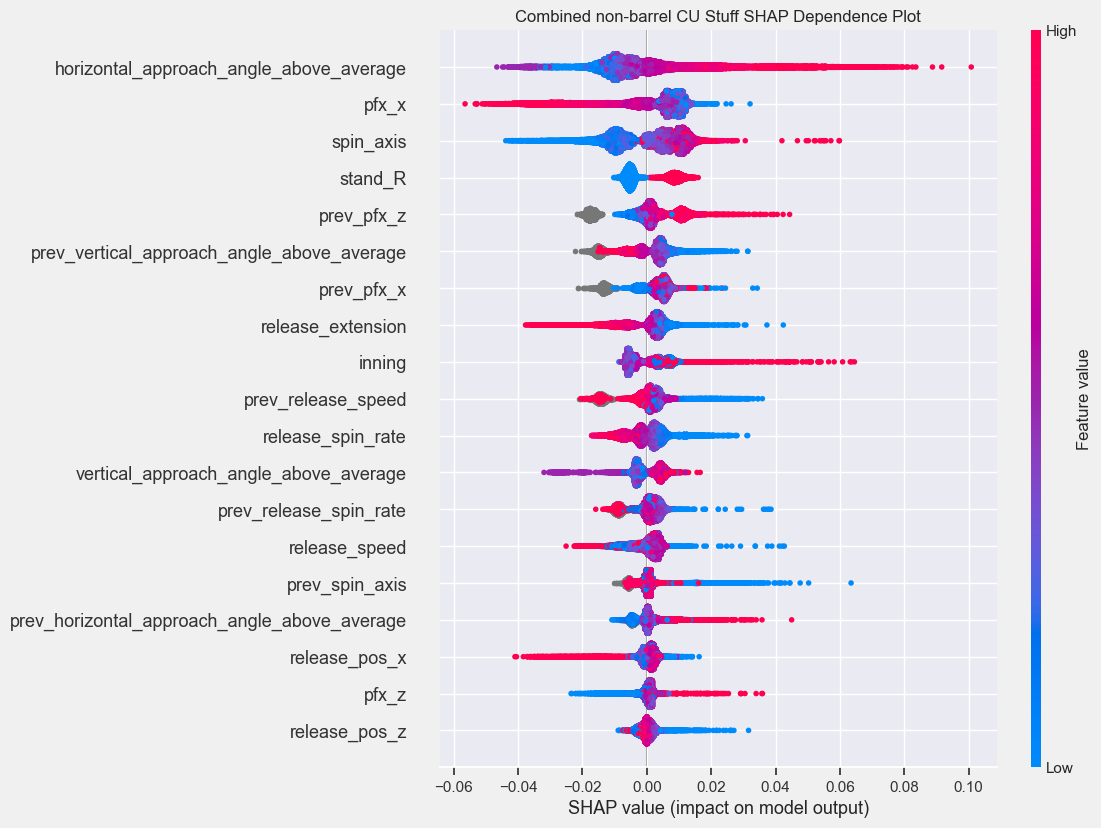 Combined non-barrel CU Stuff SHAP Dependence Plot
High
horizontal_approach_angle_above_average
pfx_x
spin_axis
stand_R
prev_pfx_z
prev_vertical_approach_angle_above_average
prev_pfx_x
release_extension
inning
prev_release_speed
release_spin_rate
vertical_approach_angle_above_average
prev_release_spin_rate
release_speed
prev_spin_axis
prev_horizontal_approach_angle_above_average
release_pos_x
pfx_z
release_pos_z
Feature value
Low
−0.06 −0.04 −0.02 0.00 0.02 0.04 0.06 0.08 0.10
SHAP value (impact on model output)